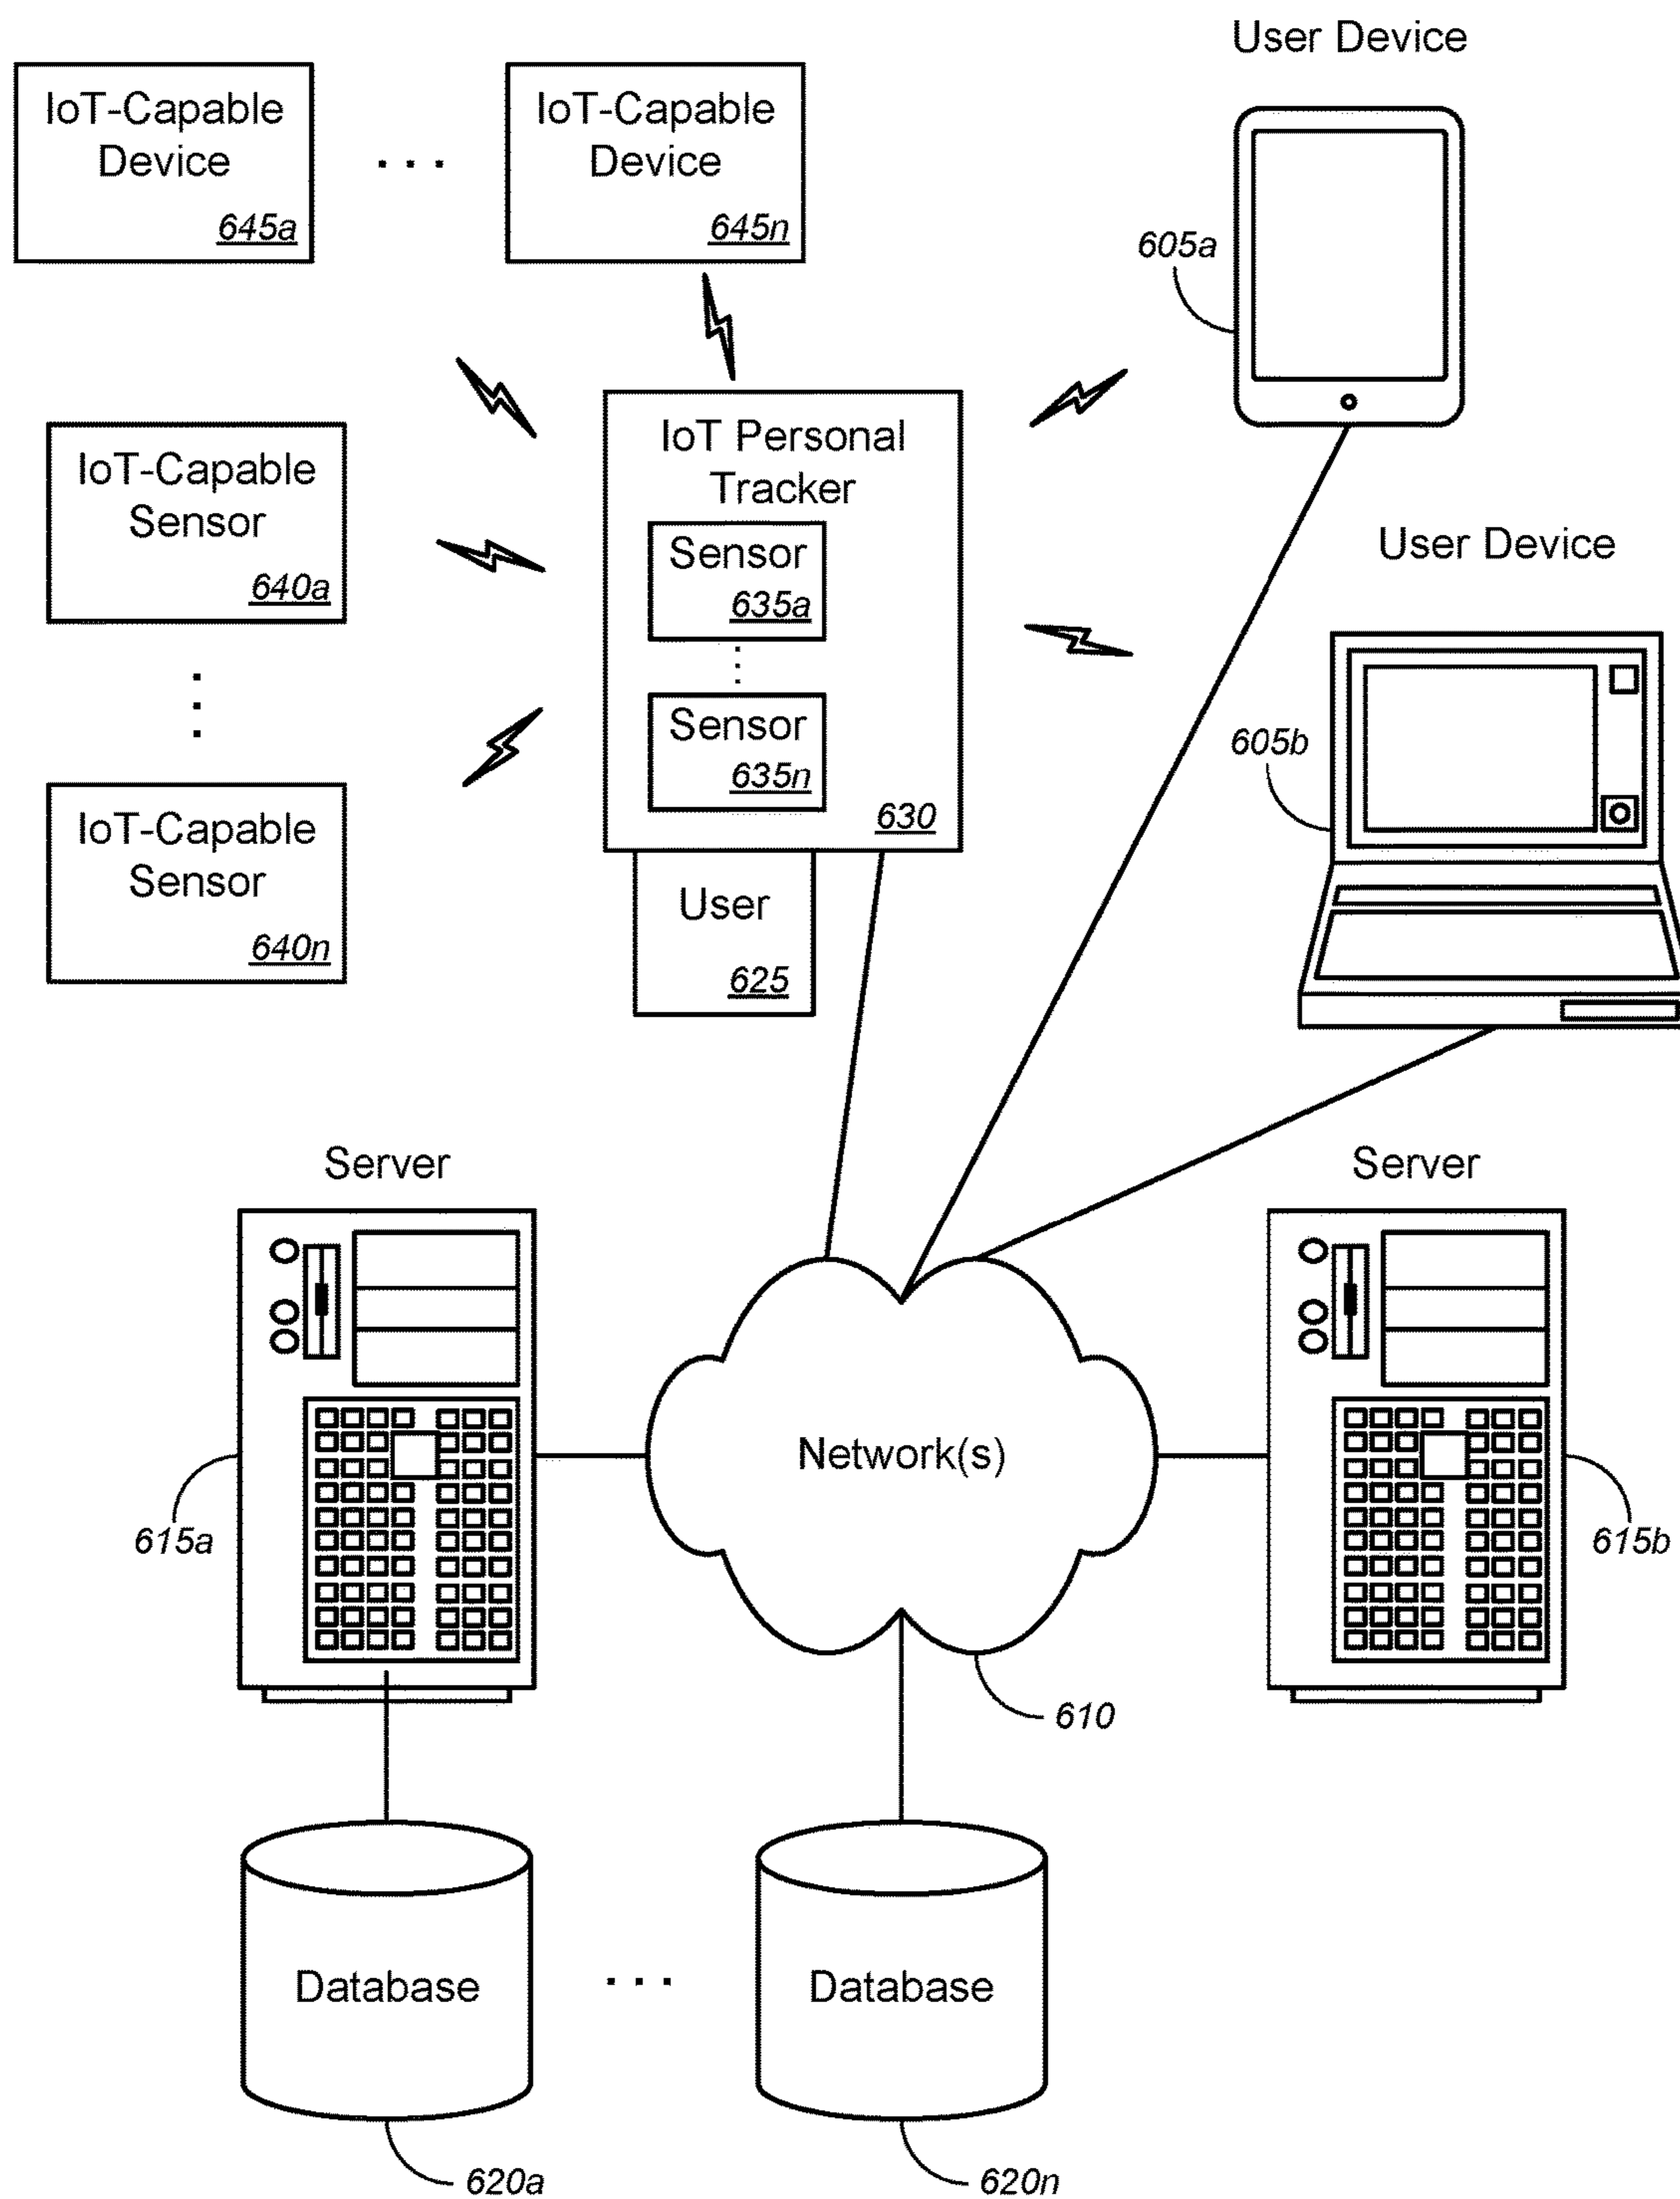 User Device
IoT-Capable
Device
645a
. . .
IoT-Capable
Device
645n
605a
IoT-Capable
Sensor
640a
IoT Personal
Tracker
Sensor
635a
Sensor
635n
630
User
625
User Device
605b
IoT-Capable
Sensor
640n
Server
615a
Network(s)
610
Server
615b
Database
620a
. . .
Database
620n